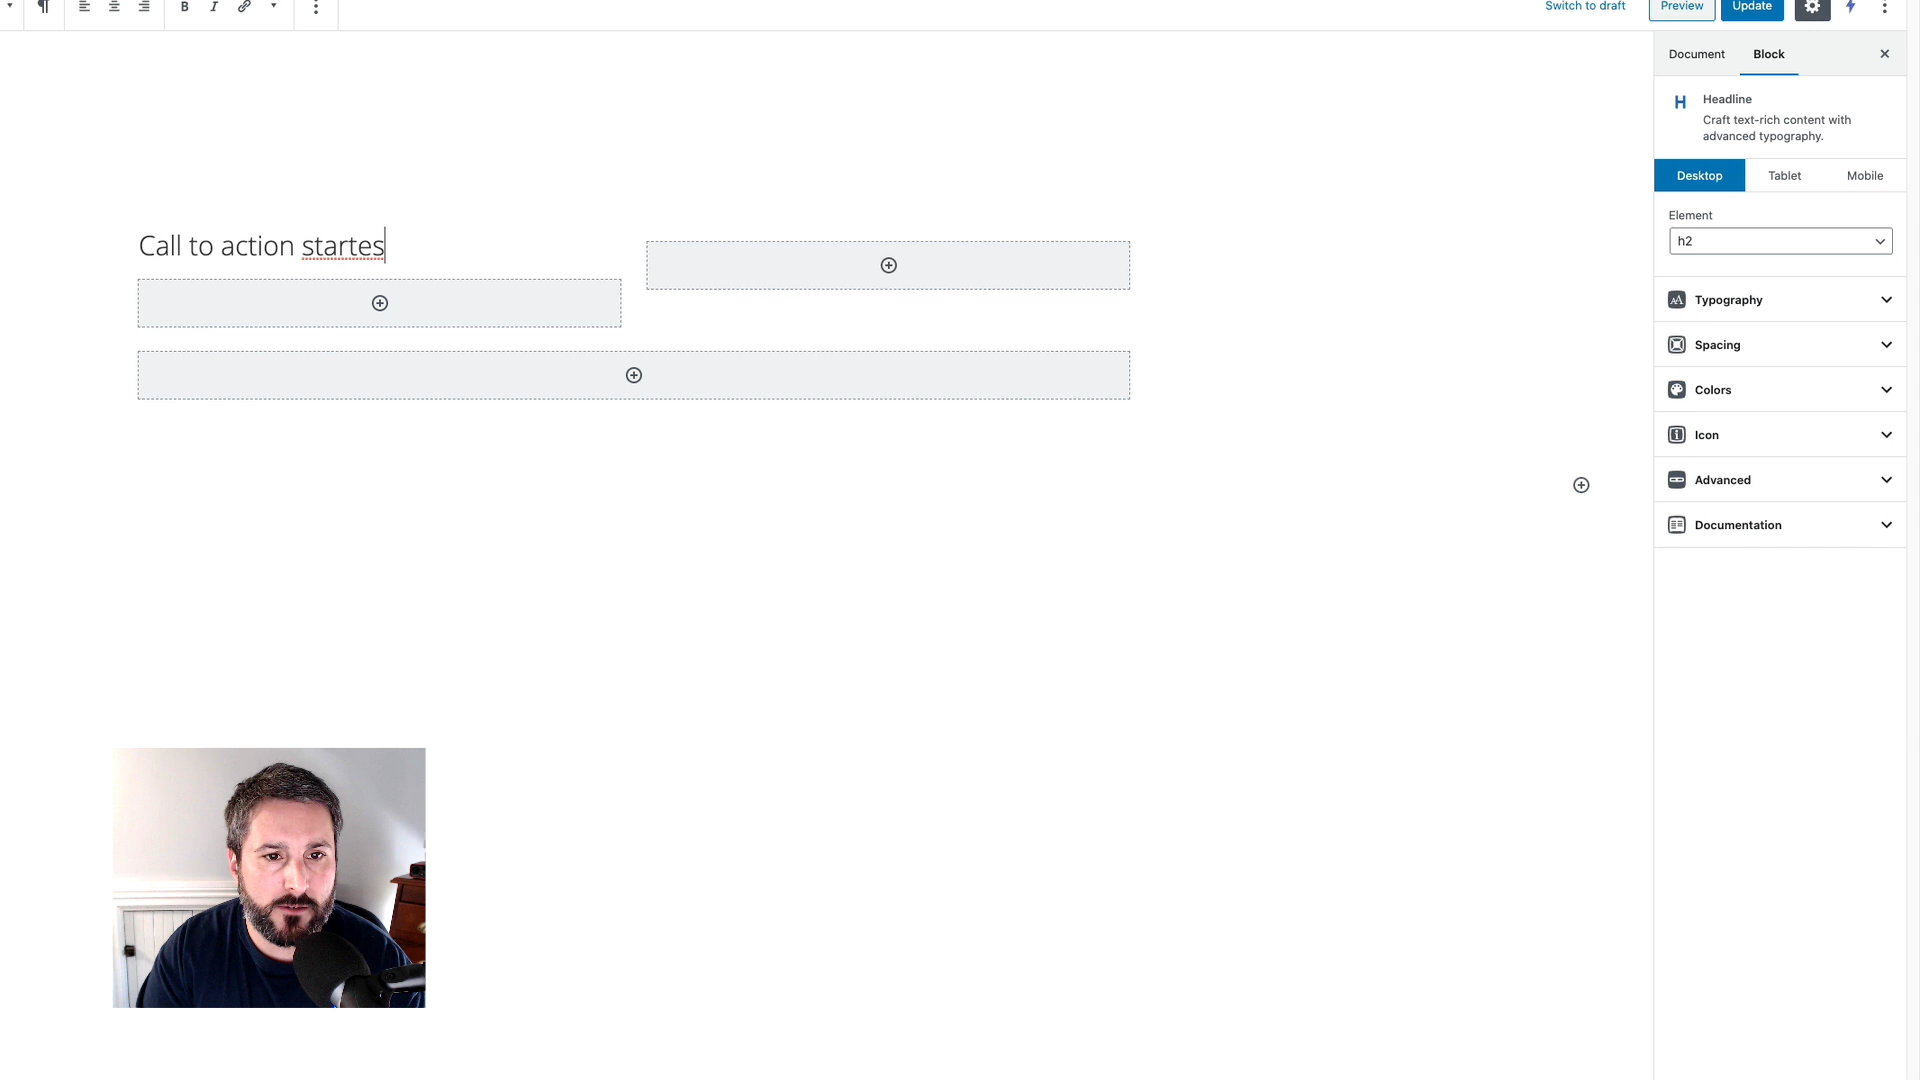 B I
Switch to draft
Preview
Update
Document
Block
H
Headline
Craft text-rich content with
advanced typography.
Desktop
Tablet
Mobile
Element
h2
Typography
Spacing
Colors
Icon
Advanced
Documentation
Call to action startes